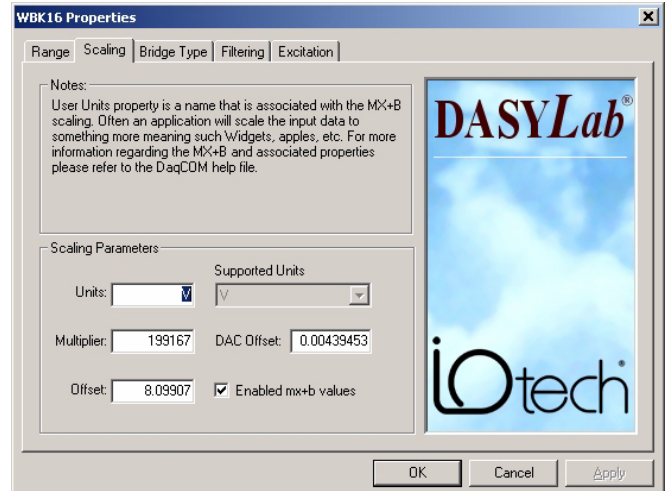 WBK16 Properties
Range Scaling Bridge Type Filtering Excitation
Notes:
User Units property is a name that is associated with the MX+B
scaling. Often an application will scale the input data to
something more meaning such Widgets, apples, etc. For more
information regarding the MX+B and associated properties
please refer to the DaqCOM help file.
DASYLab®
Scaling Parameters
Supported Units
Units: V V
Multiplier: 199167 DAC Offset: 0.00439453
Offset: 8.09907 Enabled mx+b values
iOtech®
OK Cancel Apply